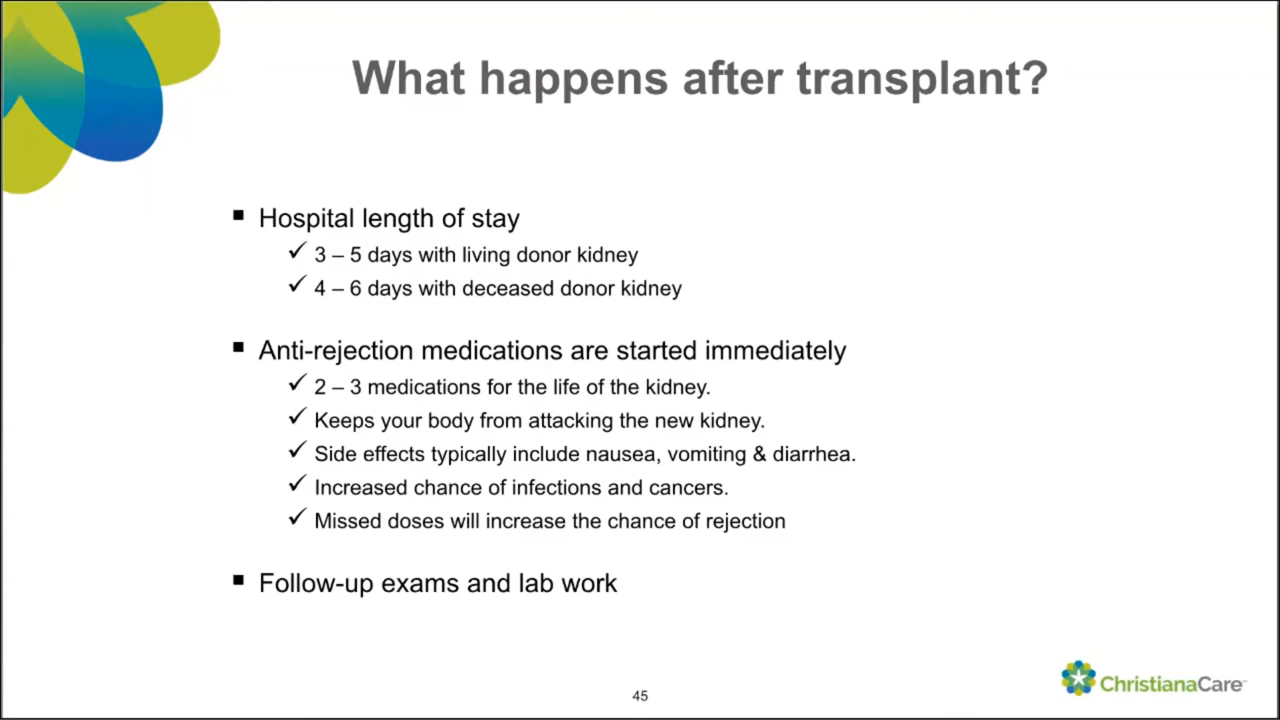 What happens after transplant?
▪ Hospital length of stay
✓ 3 – 5 days with living donor kidney
✓ 4 – 6 days with deceased donor kidney
▪ Anti-rejection medications are started immediately
✓ 2 – 3 medications for the life of the kidney.
✓ Keeps your body from attacking the new kidney.
✓ Side effects typically include nausea, vomiting & diarrhea.
✓ Increased chance of infections and cancers.
✓ Missed doses will increase the chance of rejection
▪ Follow-up exams and lab work
ChristianaCare™
45